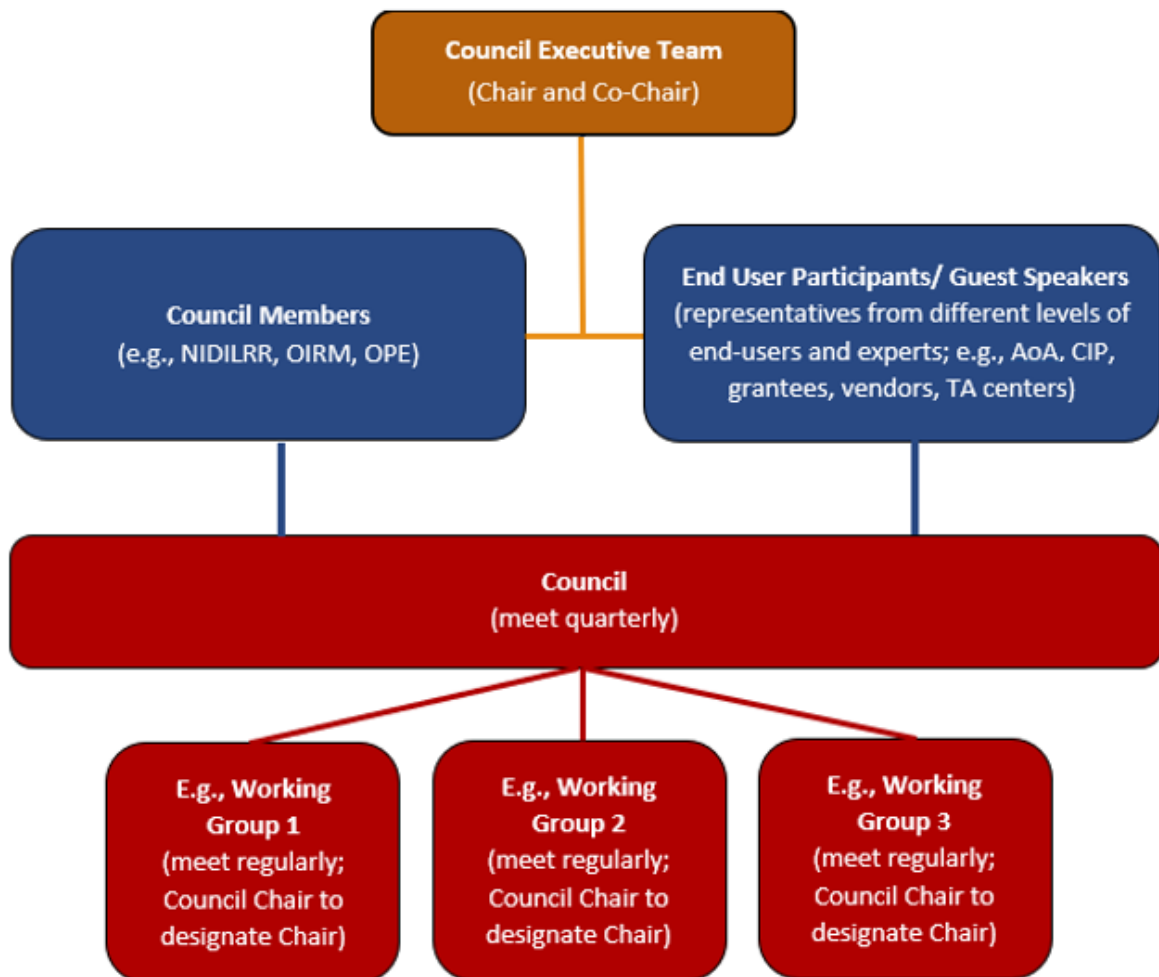 Council Executive Team
(Chair and Co-Chair)
Council Members
(e.g., NIDILRR, OIRM, OPE)
End User Participants/ Guest Speakers
(representatives from different levels of
end-users and experts; e.g., AoA, CIP,
grantees, vendors, TA centers)
Council
(meet quarterly)
E.g., Working
Group 1
(meet regularly;
Council Chair to
designate Chair)
E.g., Working
Group 2
(meet regularly;
Council Chair to
designate Chair)
E.g., Working
Group 3
(meet regularly;
Council Chair to
designate Chair)